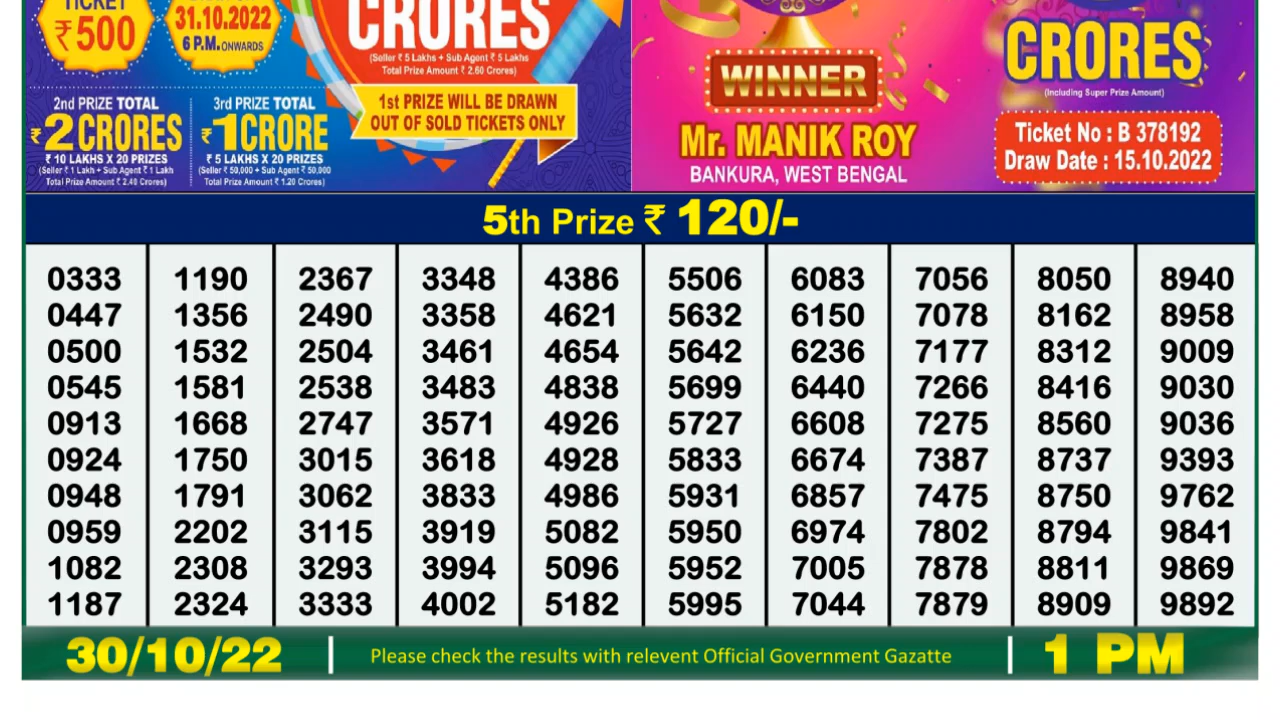 TICKET
₹500
31.10.2022
6 P.M. ONWARDS
CRORES
(Seller ₹ 5 Lakhs + Sub Agent ₹ 5 Lakhs
Total Prize Amount ₹ 2.60 Crores)
1st PRIZE WILL BE DRAWN
OUT OF SOLD TICKETS ONLY
2nd PRIZE TOTAL
₹2 CRORES
₹ 10 LAKHS X 20 PRIZES
(Seller ₹ 1 Lakh + Sub Agent ₹ 1 Lakh
Total Prize Amount ₹ 2.40 Crores)
3rd PRIZE TOTAL
₹1 CRORE
₹ 5 LAKHS X 20 PRIZES
(Seller ₹ 50,000 + Sub Agent ₹ 50,000
Total Prize Amount ₹ 1.20 Crores)
WINNER
Mr. MANIK ROY
BANKURA, WEST BENGAL
CRORES
(Including Super Prize Amount)
Ticket No : B 378192
Draw Date : 15.10.2022
5th Prize ₹ 120/-
0333 1190 2367 3348 4386 5506 6083 7056 8050 8940
0447 1356 2490 3358 4621 5632 6150 7078 8162 8958
0500 1532 2504 3461 4654 5642 6236 7177 8312 9009
0545 1581 2538 3483 4838 5699 6440 7266 8416 9030
0913 1668 2747 3571 4926 5727 6608 7275 8560 9036
0924 1750 3015 3618 4928 5833 6674 7387 8737 9393
0948 1791 3062 3833 4986 5931 6857 7475 8750 9762
0959 2202 3115 3919 5082 5950 6974 7802 8794 9841
1082 2308 3293 3994 5096 5952 7005 7878 8811 9869
1187 2324 3333 4002 5182 5995 7044 7879 8909 9892
30/10/22 | Please check the results with relevent Official Government Gazatte | 1 PM